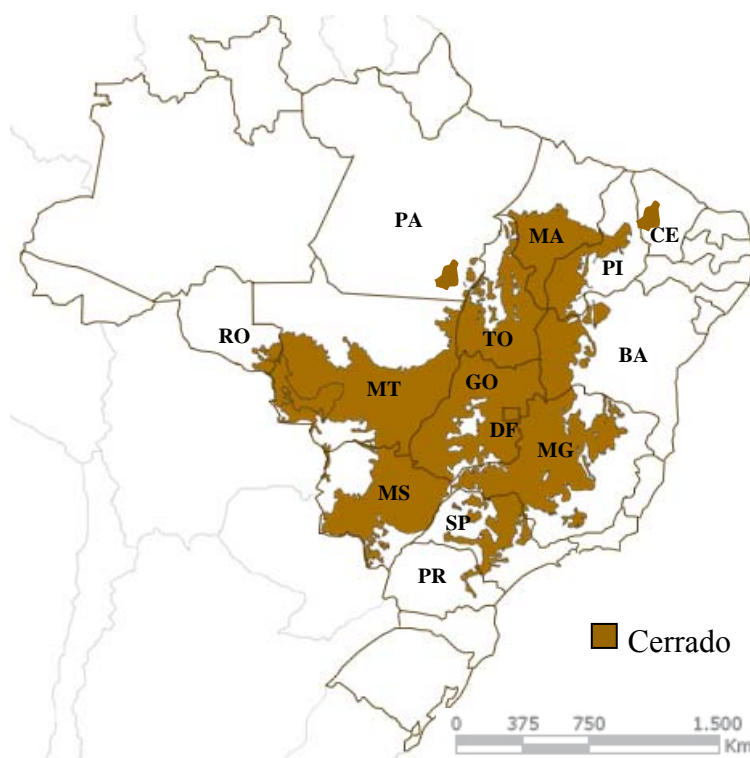 PA
MA
CE
PI
RO
TO
BA
MT
GO
DF
MG
MS
SP
PR
Cerrado
0 375 750 1.500
Km